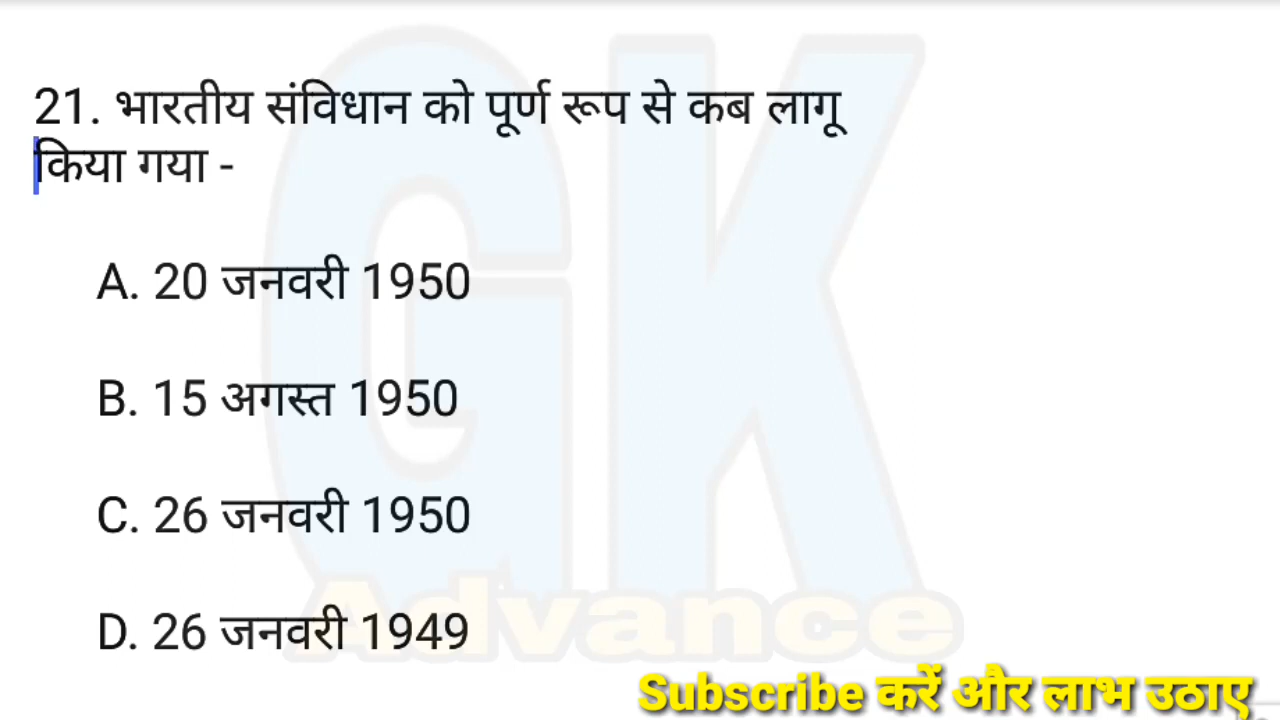 21. भारतीय संविधान को पूर्ण रूप से कब लागू
किया गया -
A. 20 जनवरी 1950
B. 15 अगस्त 1950
C. 26 जनवरी 1950
D. 26 जनवरी 1949
GK
Advance
Subscribe करें और लाभ उठाए